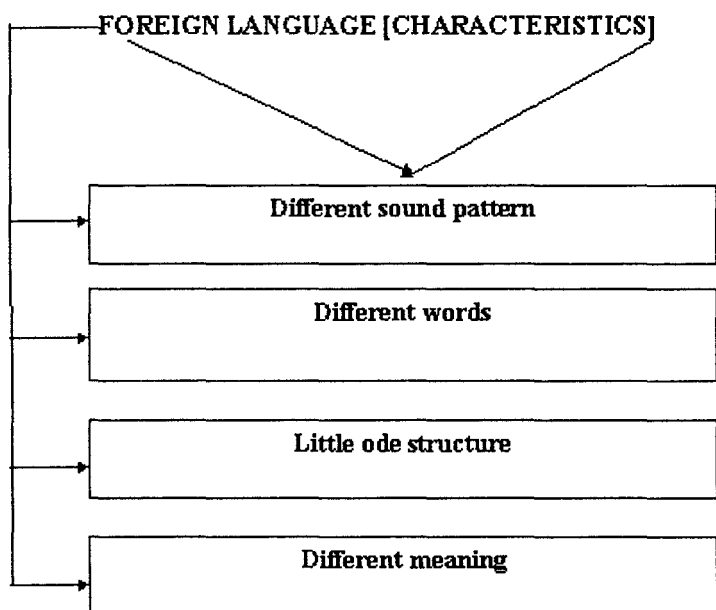 FOREIGN LANGUAGE [CHARACTERISTICS]
Different sound pattern
Different words
Little ode structure
Different meaning